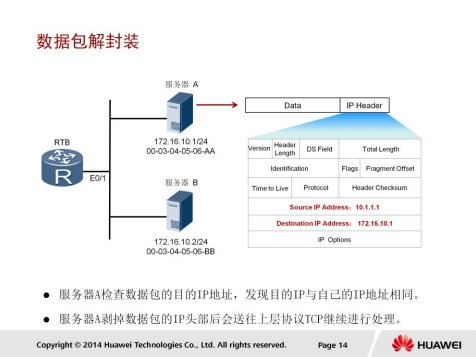 数据包解封装
服务器 A
172.16.10.1/24
00-03-04-05-06-AA
RTB
R
E0/1
服务器 B
172.16.10.2/24
00-03-04-05-06-BB
Data
IP Header
Version
Header Length
DS Field
Total Length
Identification
Flags
Fragment Offset
Time to Live
Protocol
Header Checksum
Source IP Address：10.1.1.1
Destination IP Address：172.16.10.1
IP Options
● 服务器A检查数据包的目的IP地址，发现目的IP与自己的IP地址相同。
● 服务器A剥掉数据包的IP头部后会送往上层协议TCP继续进行处理。
Copyright © 2014 Huawei Technologies Co., Ltd. All rights reserved.
Page 14
HUAWEI